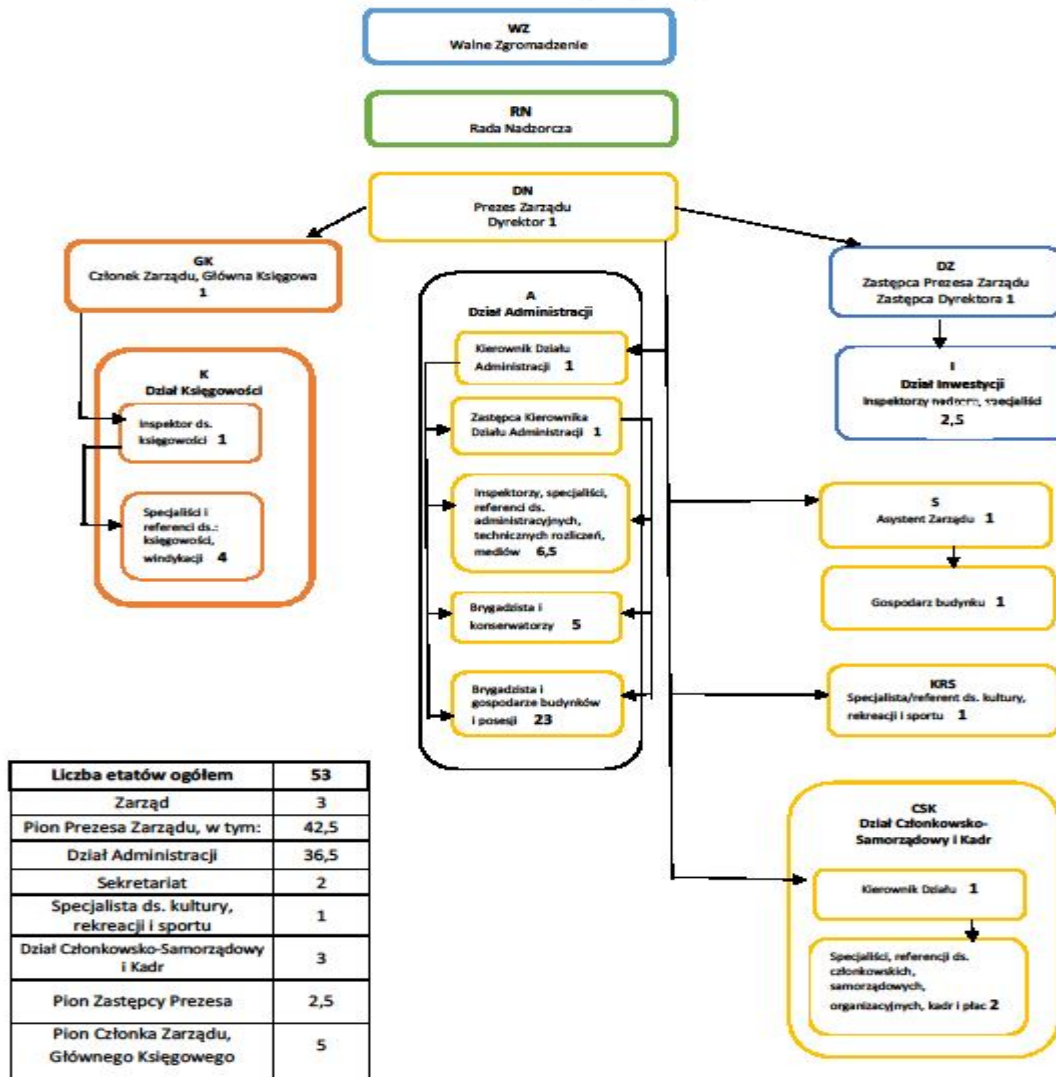 WZ
Walne Zgromadzenie
RN
Rada Nadzorcza
DN
Prezes Zarządu
Dyrektor 1
GK
Członek Zarządu, Główna Księgowa
1
DZ
Zastępca Prezesa Zarządu
Zastępca Dyrektora 1
K
Dział Księgowości
Inspektor ds.
księgowości 1
Specjaliści i
referenci ds.:
księgowości,
windykacji 4
A
Dział Administracji
Kierownik Działu
Administracji 1
Zastępca Kierownika
Działu Administracji 1
Inspektorzy, specjaliści,
referenci ds.
administracyjnych,
technicznych rozliczeń,
mediów 6,5
Brygadzista i
konserwatorzy 5
Brygadzista i
gospodarze budynków
i posesji 23
I
Dział Inwestycji
Inspektorzy nadzoru, specjaliści
2,5
S
Asystent Zarządu 1
Gospodarz budynku 1
KRS
Specjalista/referent ds. kultury,
rekreacji i sportu 1
CSK
Dział Członkowsko-
Samorządowy i Kadr
Kierownik Działu 1
Specjaliści, referencji ds.
członkowskich,
samorządowych,
organizacyjnych, kadr i płac 2
Liczba etatów ogółem 53
Zarząd 3
Pion Prezesa Zarządu, w tym: 42,5
Dział Administracji 36,5
Sekretariat 2
Specjalista ds. kultury,
rekreacji i sportu 1
Dział Członkowsko-Samorządowy
i Kadr 3
Pion Zastępcy Prezesa 2,5
Pion Członka Zarządu,
Głównego Księgowego 5